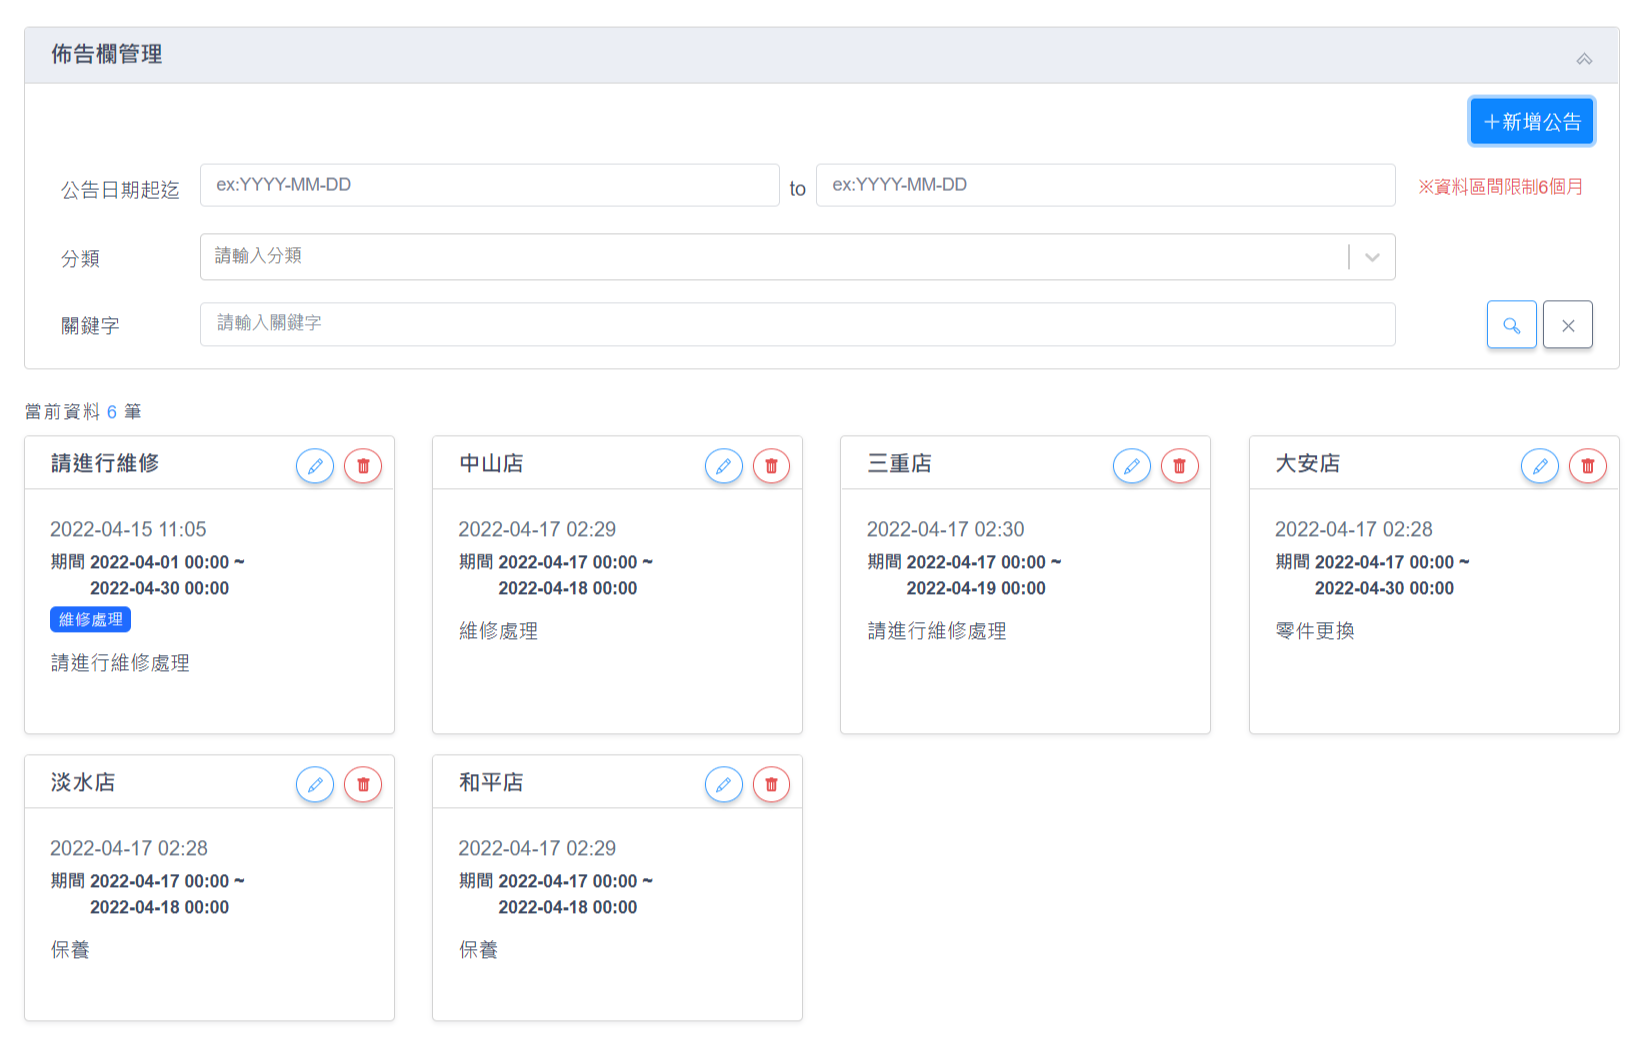 佈告欄管理
＋新增公告
公告日期起迄 ex:YYYY-MM-DD to ex:YYYY-MM-DD ※資料區間限制6個月
分類 請輸入分類
關鍵字 請輸入關鍵字
當前資料 6 筆
請進行維修
2022-04-15 11:05
期間 2022-04-01 00:00 ~
2022-04-30 00:00
維修處理
請進行維修處理
中山店
2022-04-17 02:29
期間 2022-04-17 00:00 ~
2022-04-18 00:00
維修處理
三重店
2022-04-17 02:30
期間 2022-04-17 00:00 ~
2022-04-19 00:00
請進行維修處理
大安店
2022-04-17 02:28
期間 2022-04-17 00:00 ~
2022-04-30 00:00
零件更換
淡水店
2022-04-17 02:28
期間 2022-04-17 00:00 ~
2022-04-18 00:00
保養
和平店
2022-04-17 02:29
期間 2022-04-17 00:00 ~
2022-04-18 00:00
保養